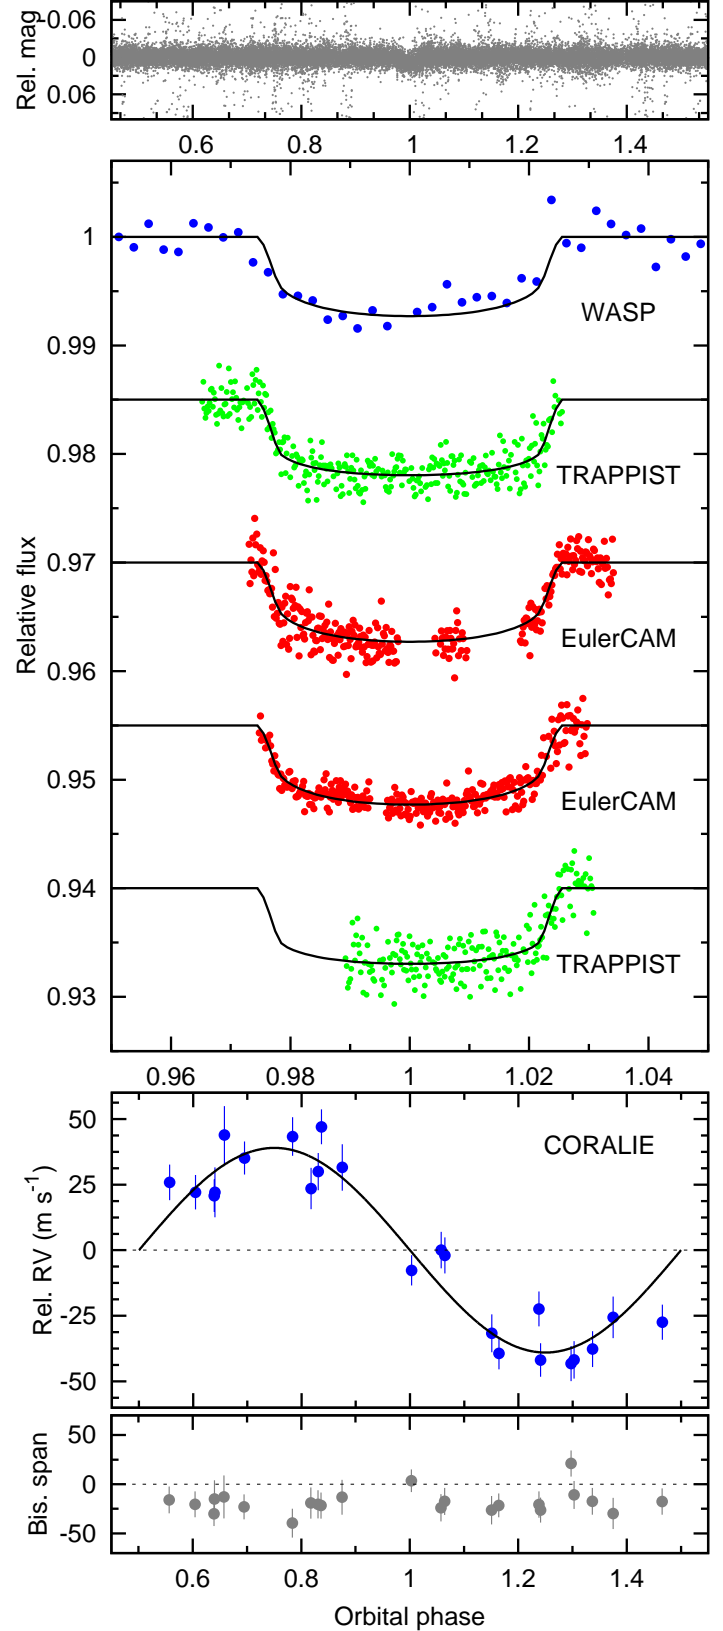 Rel. mag
-0.06
0
0.06
0.6 0.8 1 1.2 1.4
Relative flux
1
0.99
0.98
0.97
0.96
0.95
0.94
0.93
WASP
TRAPPIST
EulerCAM
EulerCAM
TRAPPIST
0.96 0.98 1 1.02 1.04
Rel. RV (m s-1)
50
25
0
-25
-50
CORALIE
Bis. span
50
0
-50
0.6 0.8 1 1.2 1.4
Orbital phase